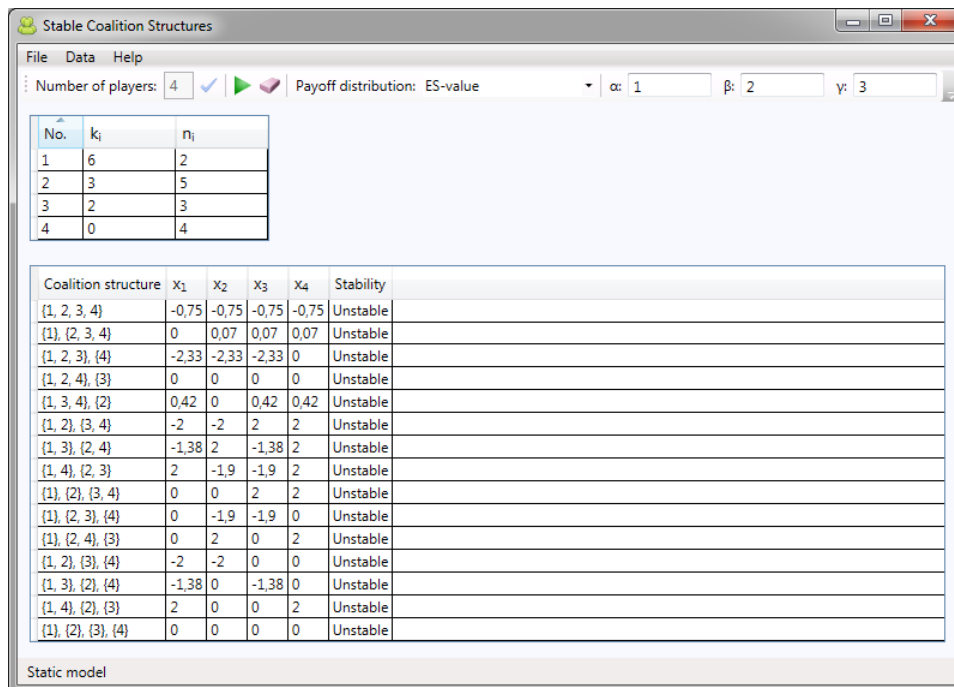 Stable Coalition Structures
File Data Help
Number of players: 4 Payoff distribution: ES-value α: 1 β: 2 γ: 3
No. kᵢ nᵢ
1 6 2
2 3 5
3 2 3
4 0 4
Coalition structure x₁ x₂ x₃ x₄ Stability
{1, 2, 3, 4} -0,75 -0,75 -0,75 -0,75 Unstable
{1}, {2, 3, 4} 0 0,07 0,07 0,07 Unstable
{1, 2, 3}, {4} -2,33 -2,33 -2,33 0 Unstable
{1, 2, 4}, {3} 0 0 0 0 Unstable
{1, 3, 4}, {2} 0,42 0 0,42 0,42 Unstable
{1, 2}, {3, 4} -2 -2 2 2 Unstable
{1, 3}, {2, 4} -1,38 2 -1,38 2 Unstable
{1, 4}, {2, 3} 2 -1,9 -1,9 2 Unstable
{1}, {2}, {3, 4} 0 0 2 2 Unstable
{1}, {2, 3}, {4} 0 -1,9 -1,9 0 Unstable
{1}, {2, 4}, {3} 0 2 0 2 Unstable
{1, 2}, {3}, {4} -2 -2 0 0 Unstable
{1, 3}, {2}, {4} -1,38 0 -1,38 0 Unstable
{1, 4}, {2}, {3} 2 0 0 2 Unstable
{1}, {2}, {3}, {4} 0 0 0 0 Unstable
Static model